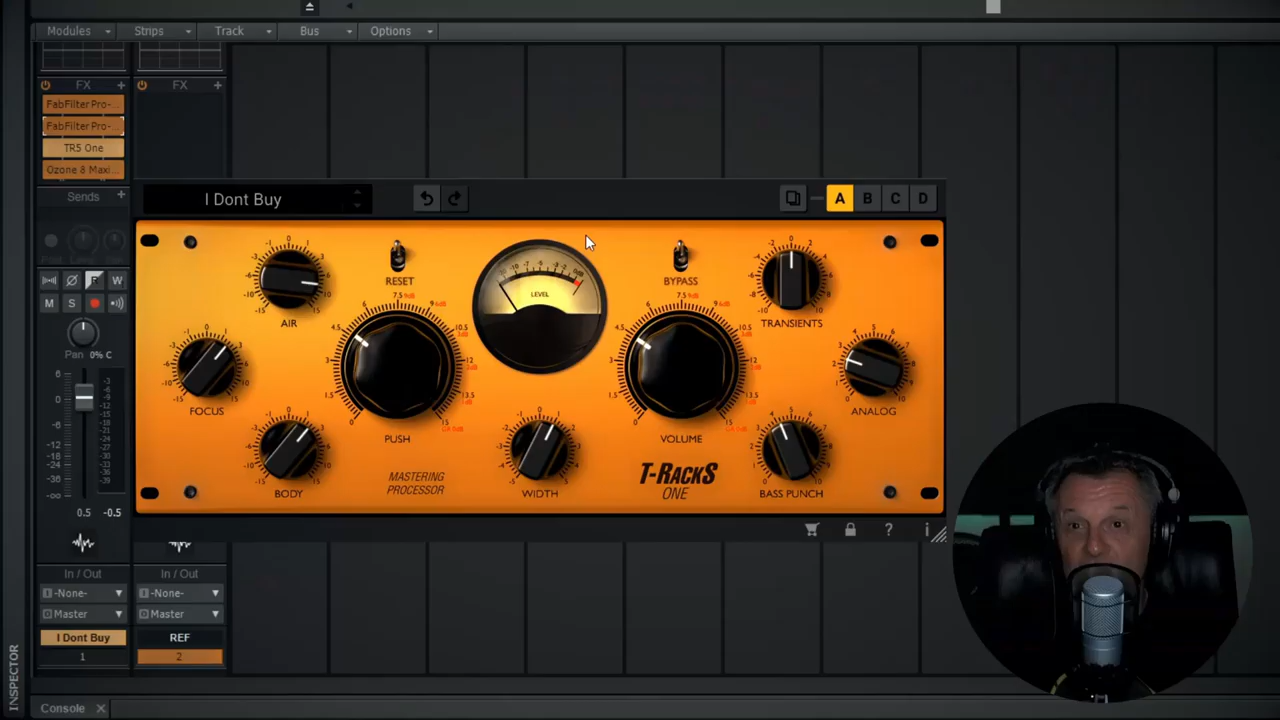 Modules
Strips
Track
Bus
Options
FX
FX
FabFilter Pro-...
FabFilter Pro-...
TR5 One
Ozone 8 Maxi...
Sends
I Dont Buy
A
B
C
D
W
M
S
Pan 0% C
0.5
-0.5
AIR
RESET
LEVEL
BYPASS
TRANSIENTS
FOCUS
PUSH
VOLUME
ANALOG
BODY
MASTERING
PROCESSOR
WIDTH
T-RackS
ONE
BASS PUNCH
In / Out
In / Out
-None-
-None-
Master
Master
I Dont Buy
REF
1
2
INSPECTOR
Console